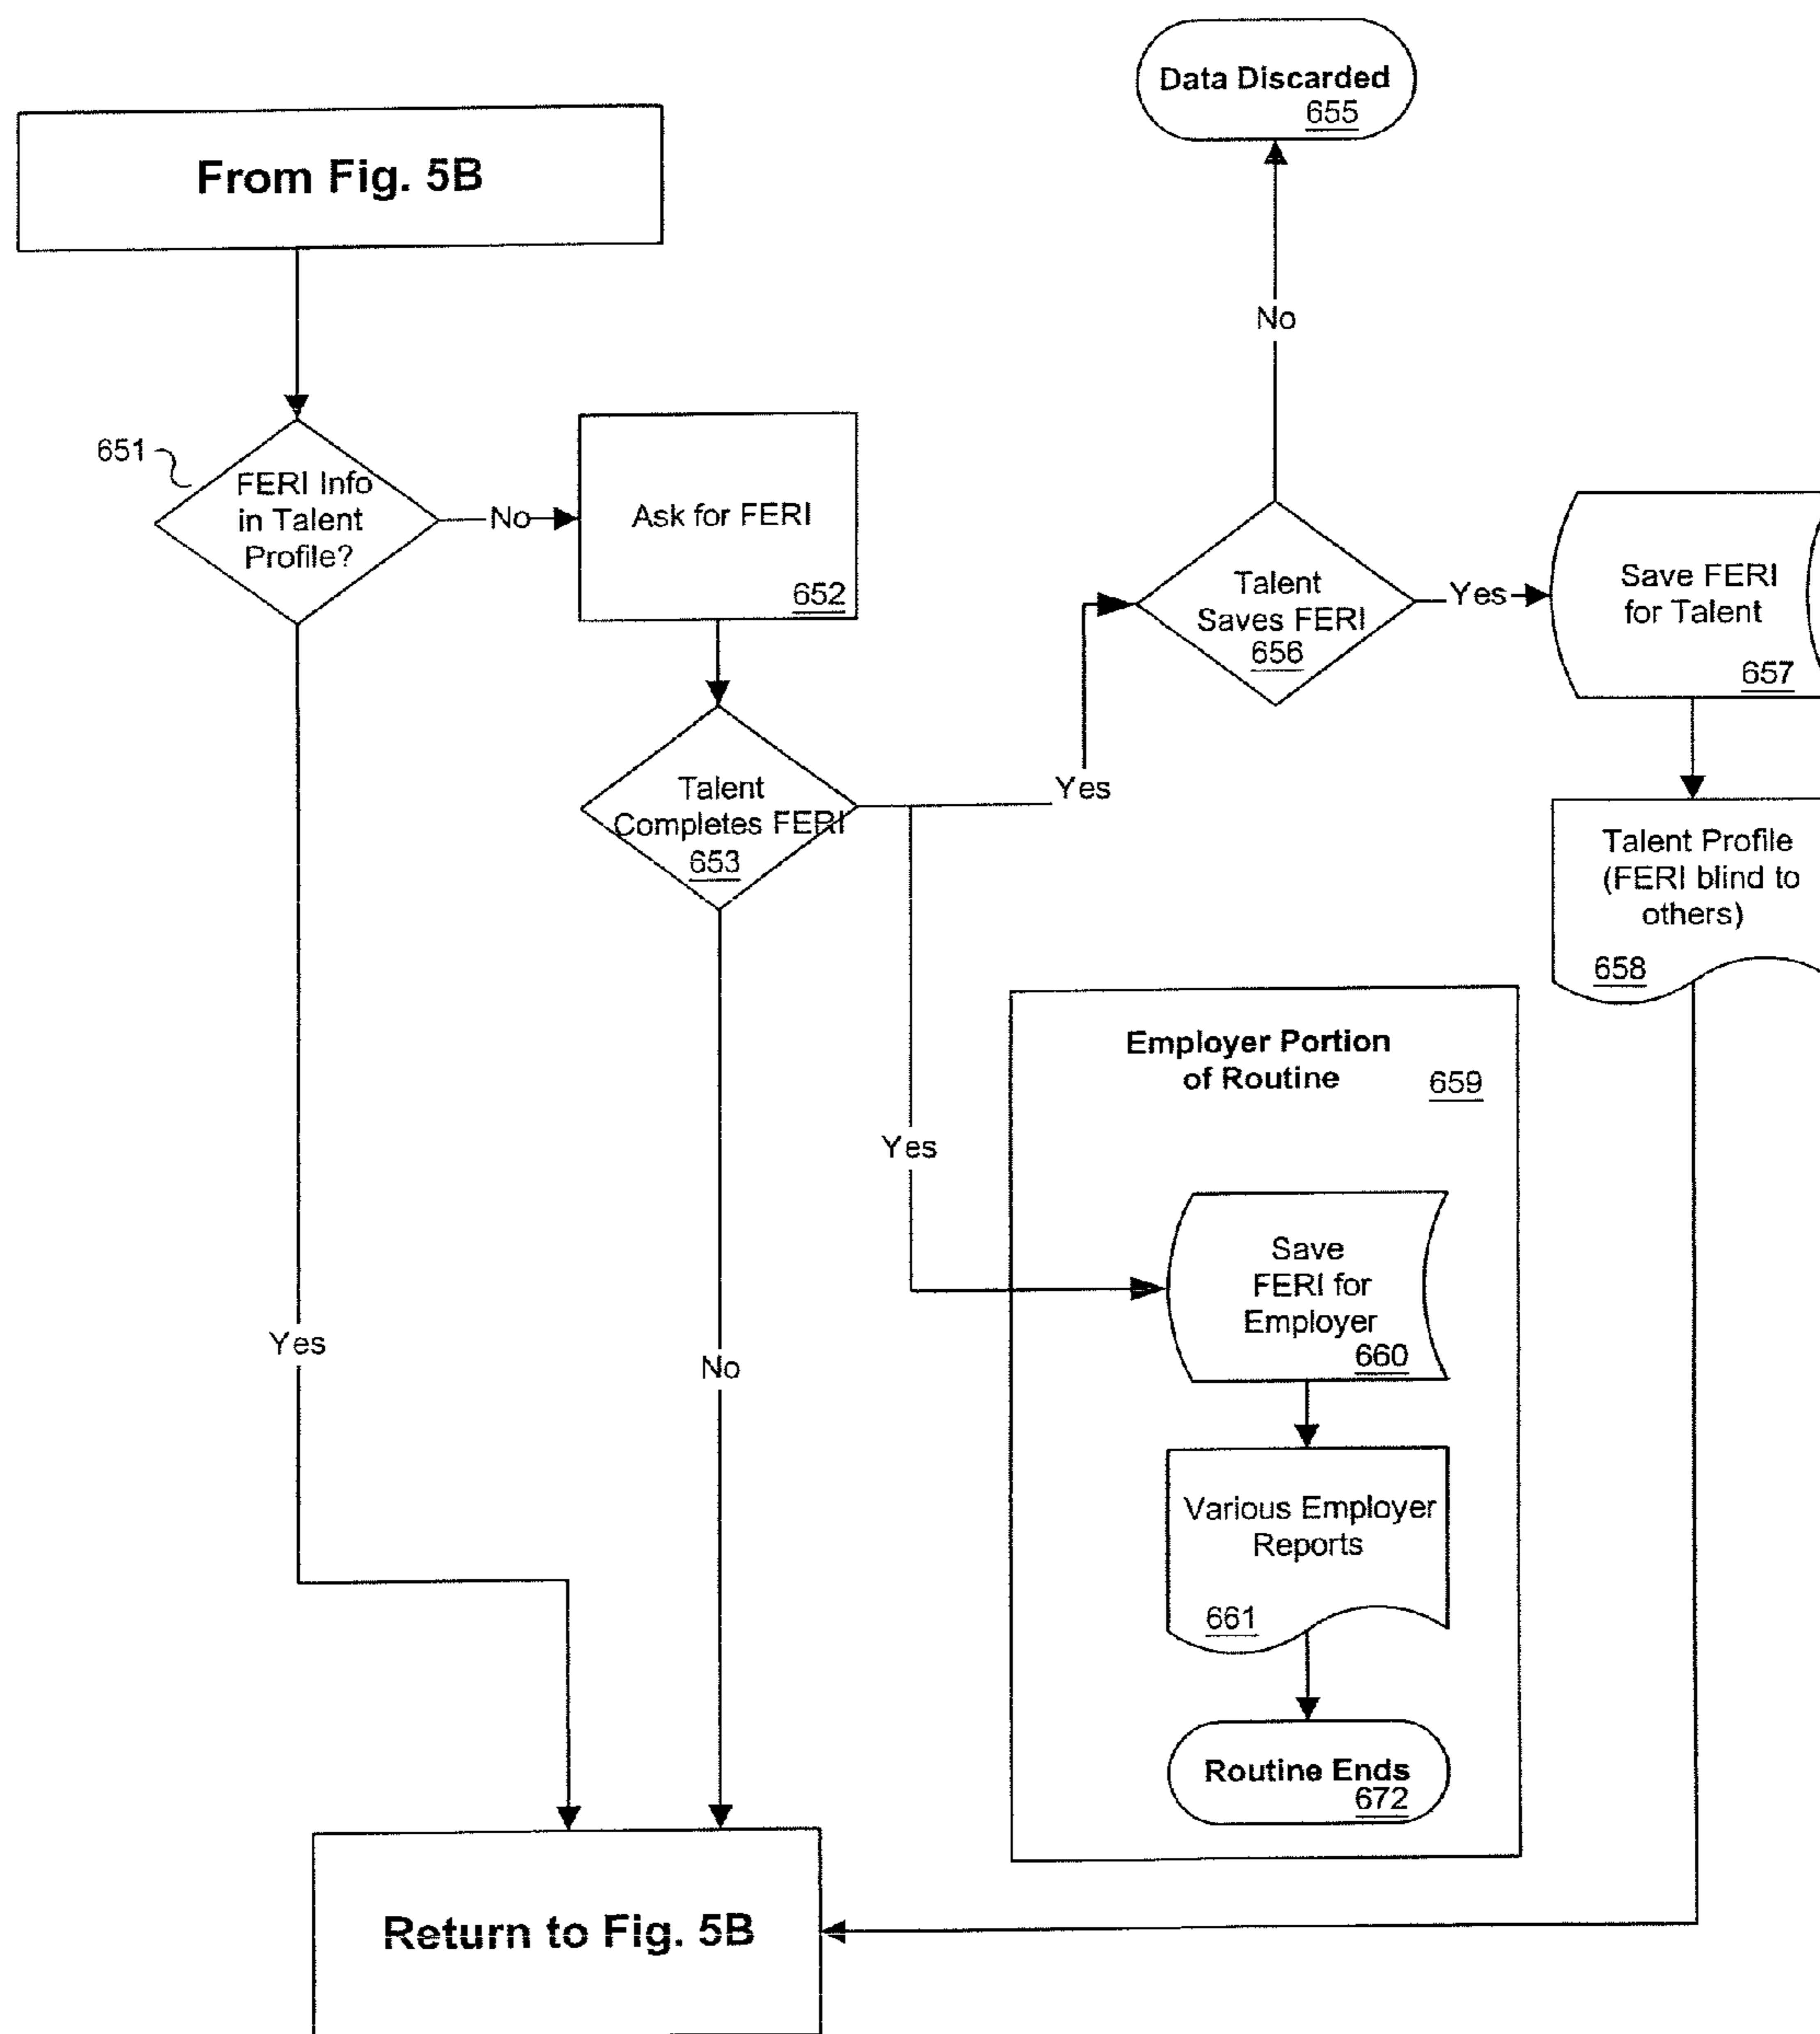 Data Discarded
655
From Fig. 5B
No
651
FERI Info
in Talent
Profile?
No
Ask for FERI
652
Talent
Saves FERI
656
Yes
Save FERI
for Talent
657
Talent
Completes FERI
653
Yes
Talent Profile
(FERI blind to
others)
658
Employer Portion
of Routine
659
Yes
Save
FERI for
Employer
660
Yes
No
Various Employer
Reports
661
Routine Ends
672
Return to Fig. 5B